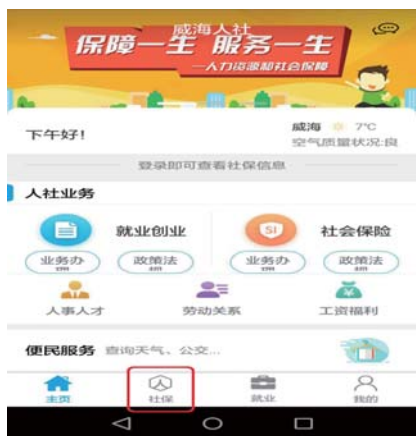 威海人社
保障一生 服务一生
—人力资源和社会保障
下午好!
威海 7℃
空气质量状况:良
登录即可查看社保信息
人社业务
就业创业
SI
社会保险
业务办
政策法
业务办
政策法
人事人才
劳动关系
工资福利
便民服务 查询天气、公交...
主页
社保
就业
我的